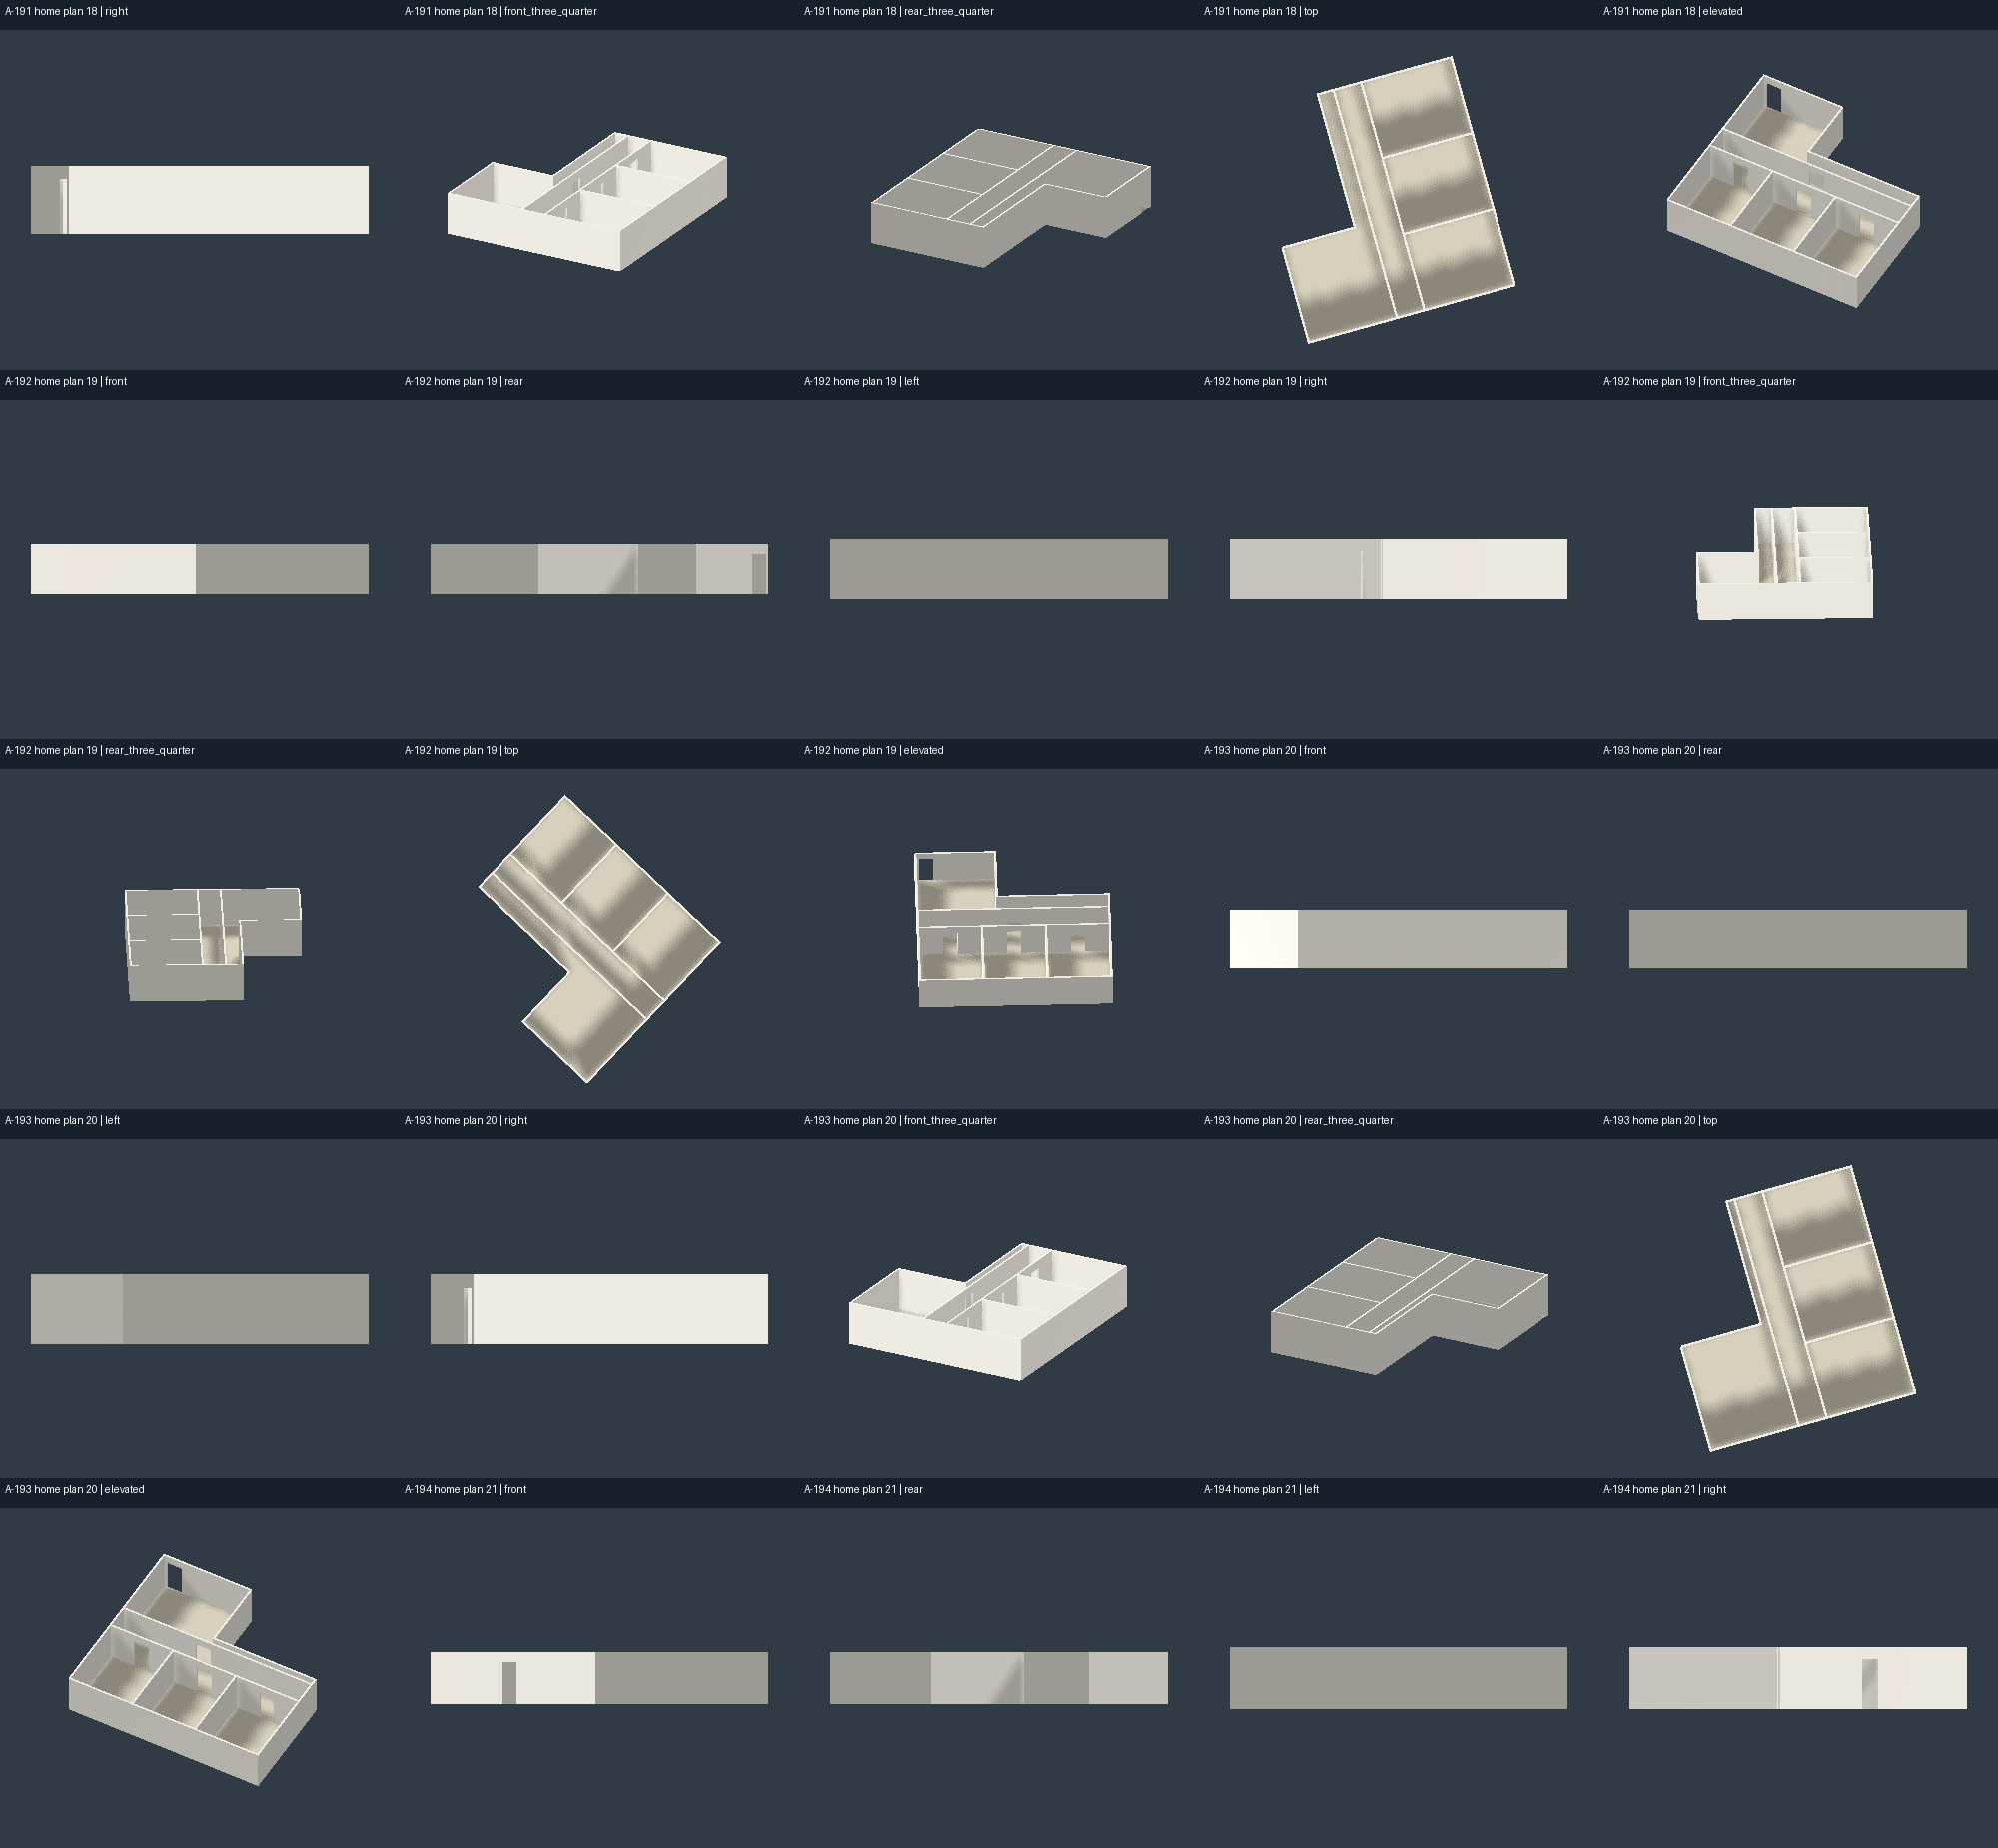 A-191 home plan 18 | right
A-191 home plan 18 | front_three_quarter
A-191 home plan 18 | rear_three_quarter
A-191 home plan 18 | top
A-191 home plan 18 | elevated
A-192 home plan 19 | front
A-192 home plan 19 | rear
A-192 home plan 19 | left
A-192 home plan 19 | right
A-192 home plan 19 | front_three_quarter
A-192 home plan 19 | rear_three_quarter
A-192 home plan 19 | top
A-192 home plan 19 | elevated
A-193 home plan 20 | front
A-193 home plan 20 | rear
A-193 home plan 20 | left
A-193 home plan 20 | right
A-193 home plan 20 | front_three_quarter
A-193 home plan 20 | rear_three_quarter
A-193 home plan 20 | top
A-193 home plan 20 | elevated
A-194 home plan 21 | front
A-194 home plan 21 | rear
A-194 home plan 21 | left
A-194 home plan 21 | right